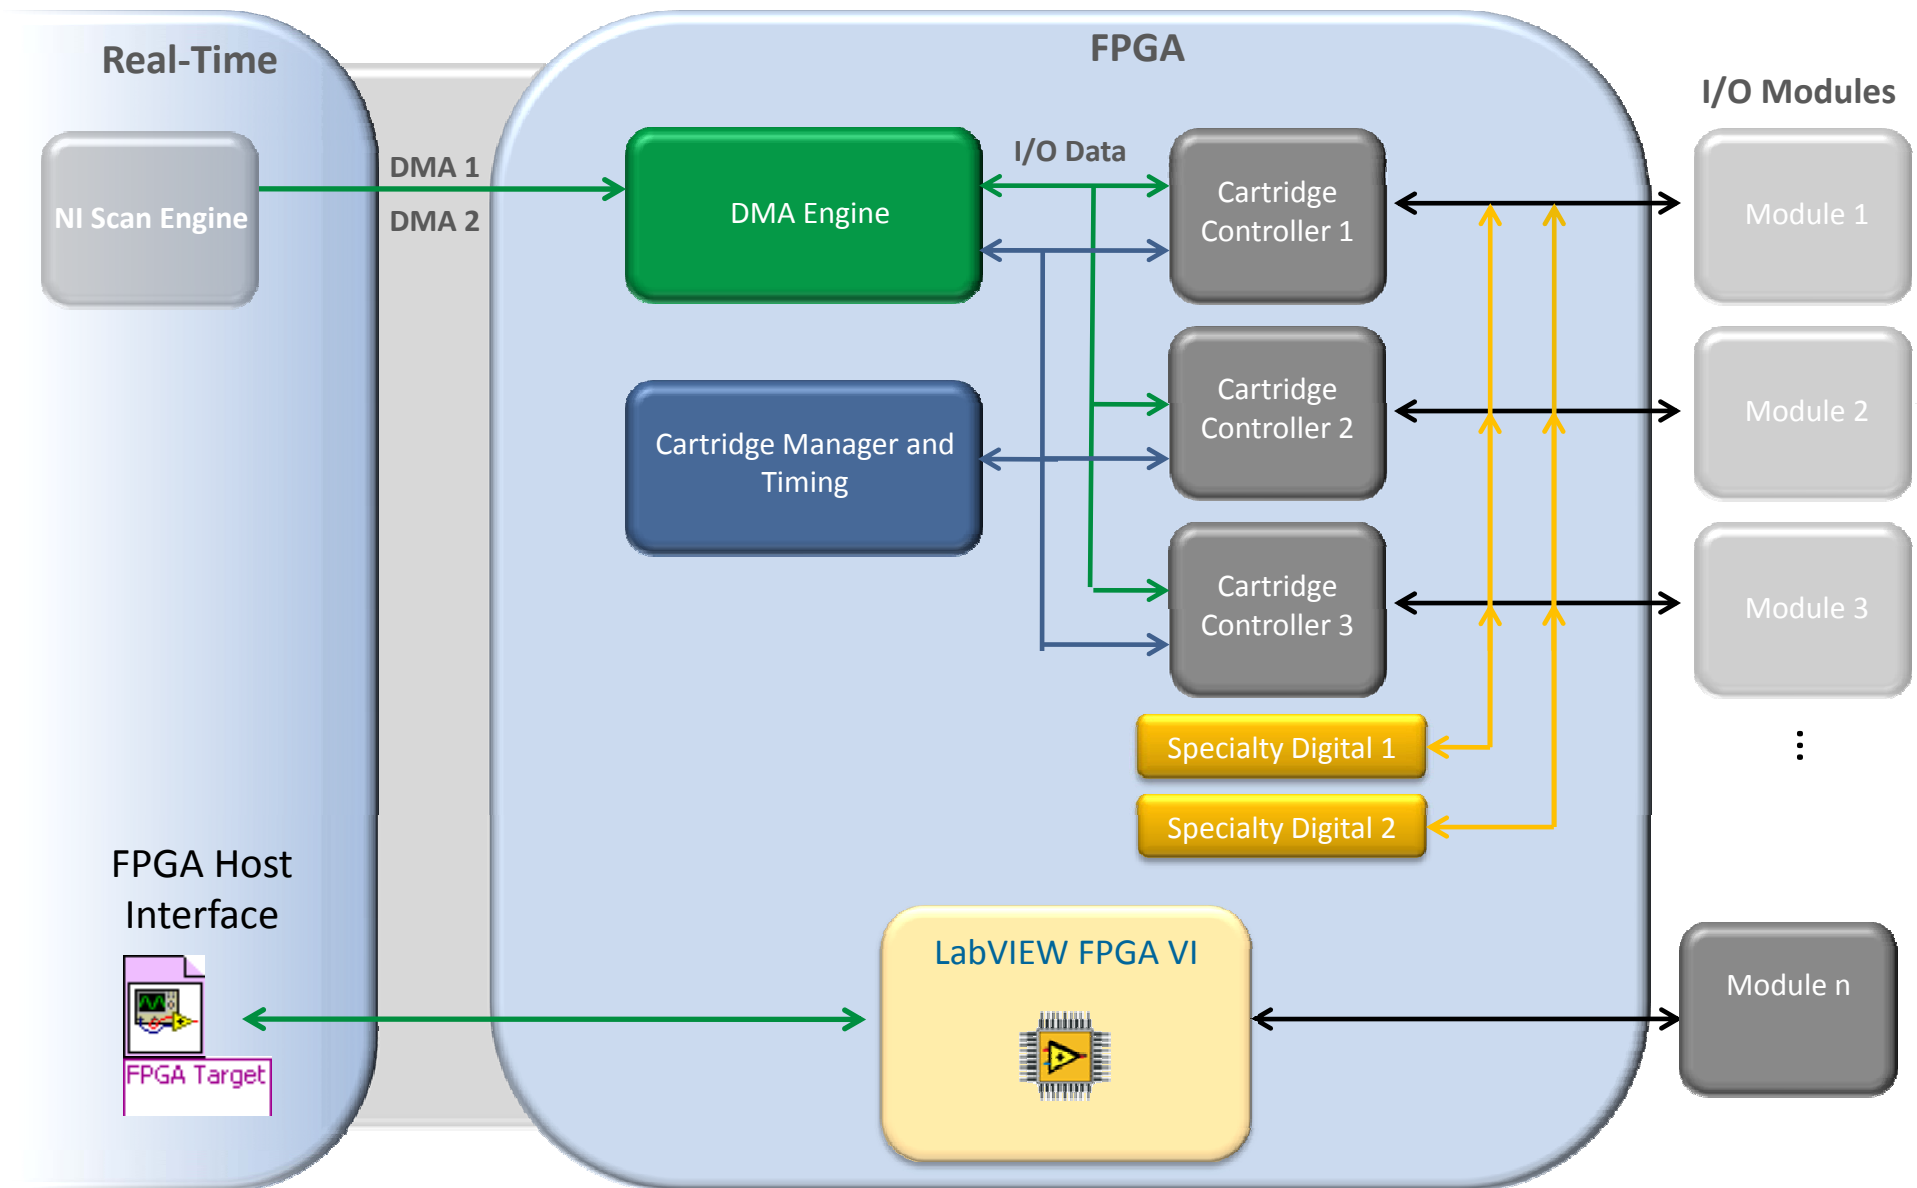 Real-Time
FPGA
I/O Modules
NI Scan Engine
DMA 1
DMA 2
DMA Engine
I/O Data
Cartridge
Controller 1
Module 1
Cartridge Manager and
Timing
Cartridge
Controller 2
Module 2
Cartridge
Controller 3
Module 3
⋮
Specialty Digital 1
Specialty Digital 2
FPGA Host
Interface
FPGA Target
LabVIEW FPGA VI
Module n